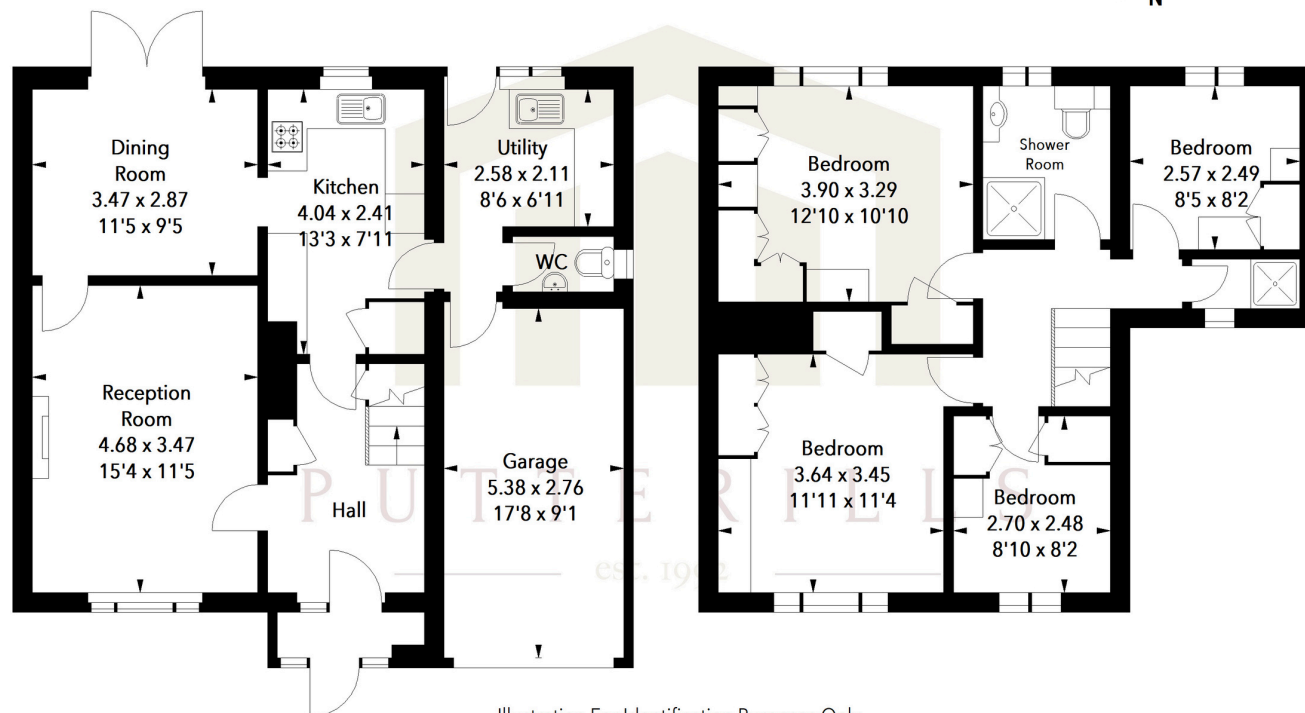 N
Dining
Room
3.47 x 2.87
11'5 x 9'5
Kitchen
4.04 x 2.41
13'3 x 7'11
Utility
2.58 x 2.11
8'6 x 6'11
WC
Reception
Room
4.68 x 3.47
15'4 x 11'5
Hall
Garage
5.38 x 2.76
17'8 x 9'1
Bedroom
3.90 x 3.29
12'10 x 10'10
Shower
Room
Bedroom
2.57 x 2.49
8'5 x 8'2
Bedroom
3.64 x 3.45
11'11 x 11'4
Bedroom
2.70 x 2.48
8'10 x 8'2
PUTTERILLS
est. 1992